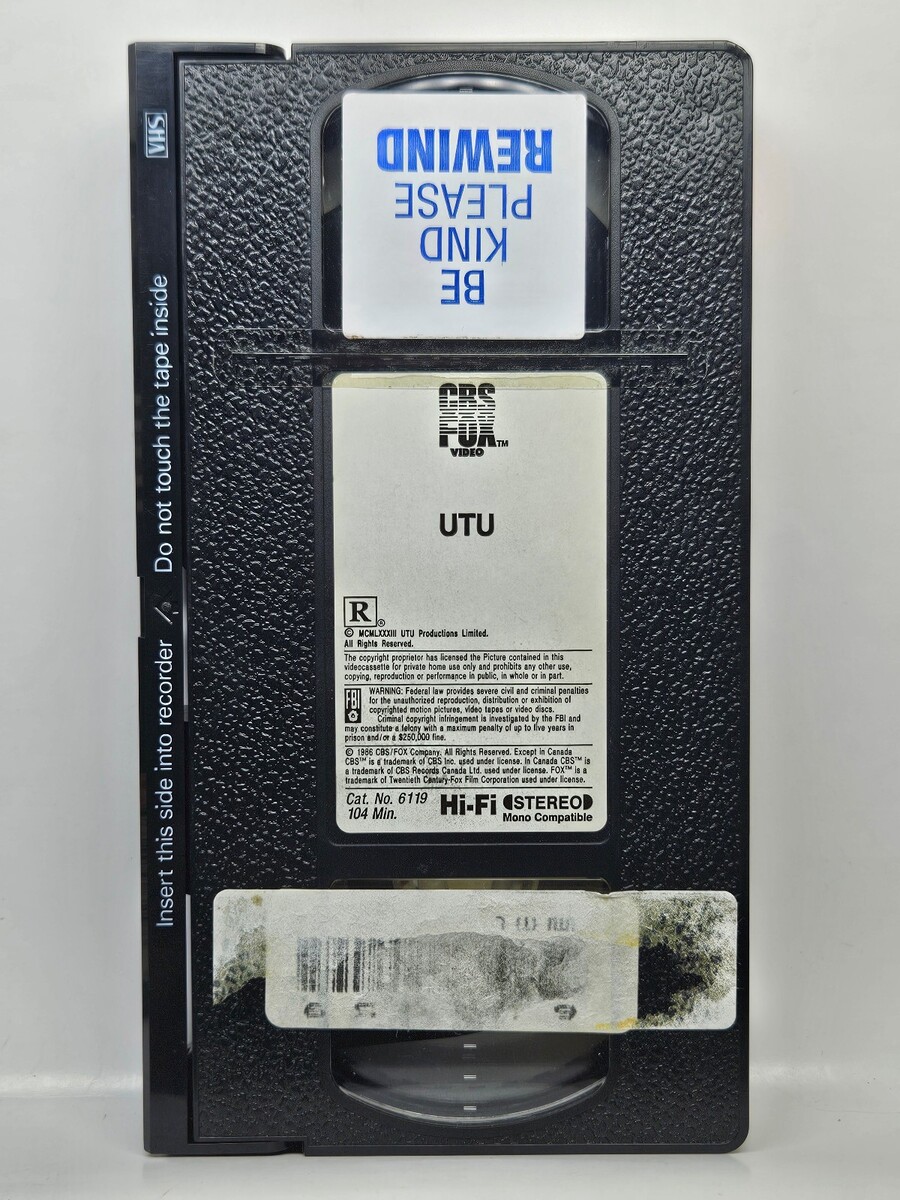 VHS
Insert this side into recorder Do not touch the tape inside
BE
KIND
PLEASE
REWIND
CBS
FOX™
VIDEO
UTU
R®
© MCMLXXXIII UTU Productions Limited.
All Rights Reserved.
The copyright proprietor has licensed the Picture contained in this
videocassette for private home use only and prohibits any other use,
copying, reproduction or performance in public, in whole or in part.
FBI
WARNING: Federal law provides severe civil and criminal penalties
for the unauthorized reproduction, distribution or exhibition of
copyrighted motion pictures, video tapes or video discs.
Criminal copyright infringement is investigated by the FBI and
may constitute a felony with a maximum penalty of up to five years in
prison and/or a $250,000 fine.
© 1986 CBS/FOX Company. All Rights Reserved. Except in Canada
CBS™ is a trademark of CBS Inc. used under license. In Canada CBS™ is
a trademark of CBS Records Canada Ltd. used under license. FOX™ is a
trademark of Twentieth Century-Fox Film Corporation used under license.
Cat. No. 6119
104 Min.
Hi-Fi STEREO
Mono Compatible